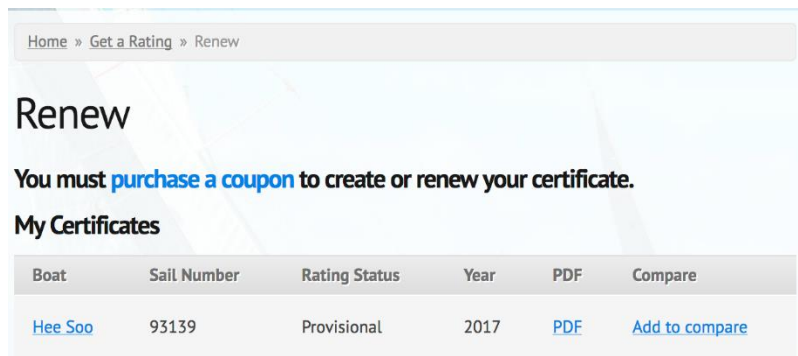 Home » Get a Rating » Renew
Renew
You must purchase a coupon to create or renew your certificate.
My Certificates
Boat Sail Number Rating Status Year PDF Compare
Hee Soo 93139 Provisional 2017 PDF Add to compare